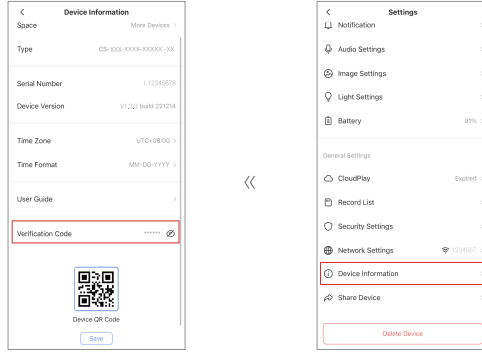 Device Information
Space More Devices >
Type CS-XXX-XXXX-XXXXX-XX
Serial Number L12345678
Device Version V1.2.3 build 221214
Time Zone UTC+08:00 >
Time Format MM-DD-YYYY >
User Guide >
Verification Code ******
Device QR Code
Save
Settings
Notification
Audio Settings
Image Settings
Light Settings
Battery 91%
General Settings
CloudPlay Expired
Record List
Security Settings
Network Settings 1234567
Device Information
Share Device
Delete Device